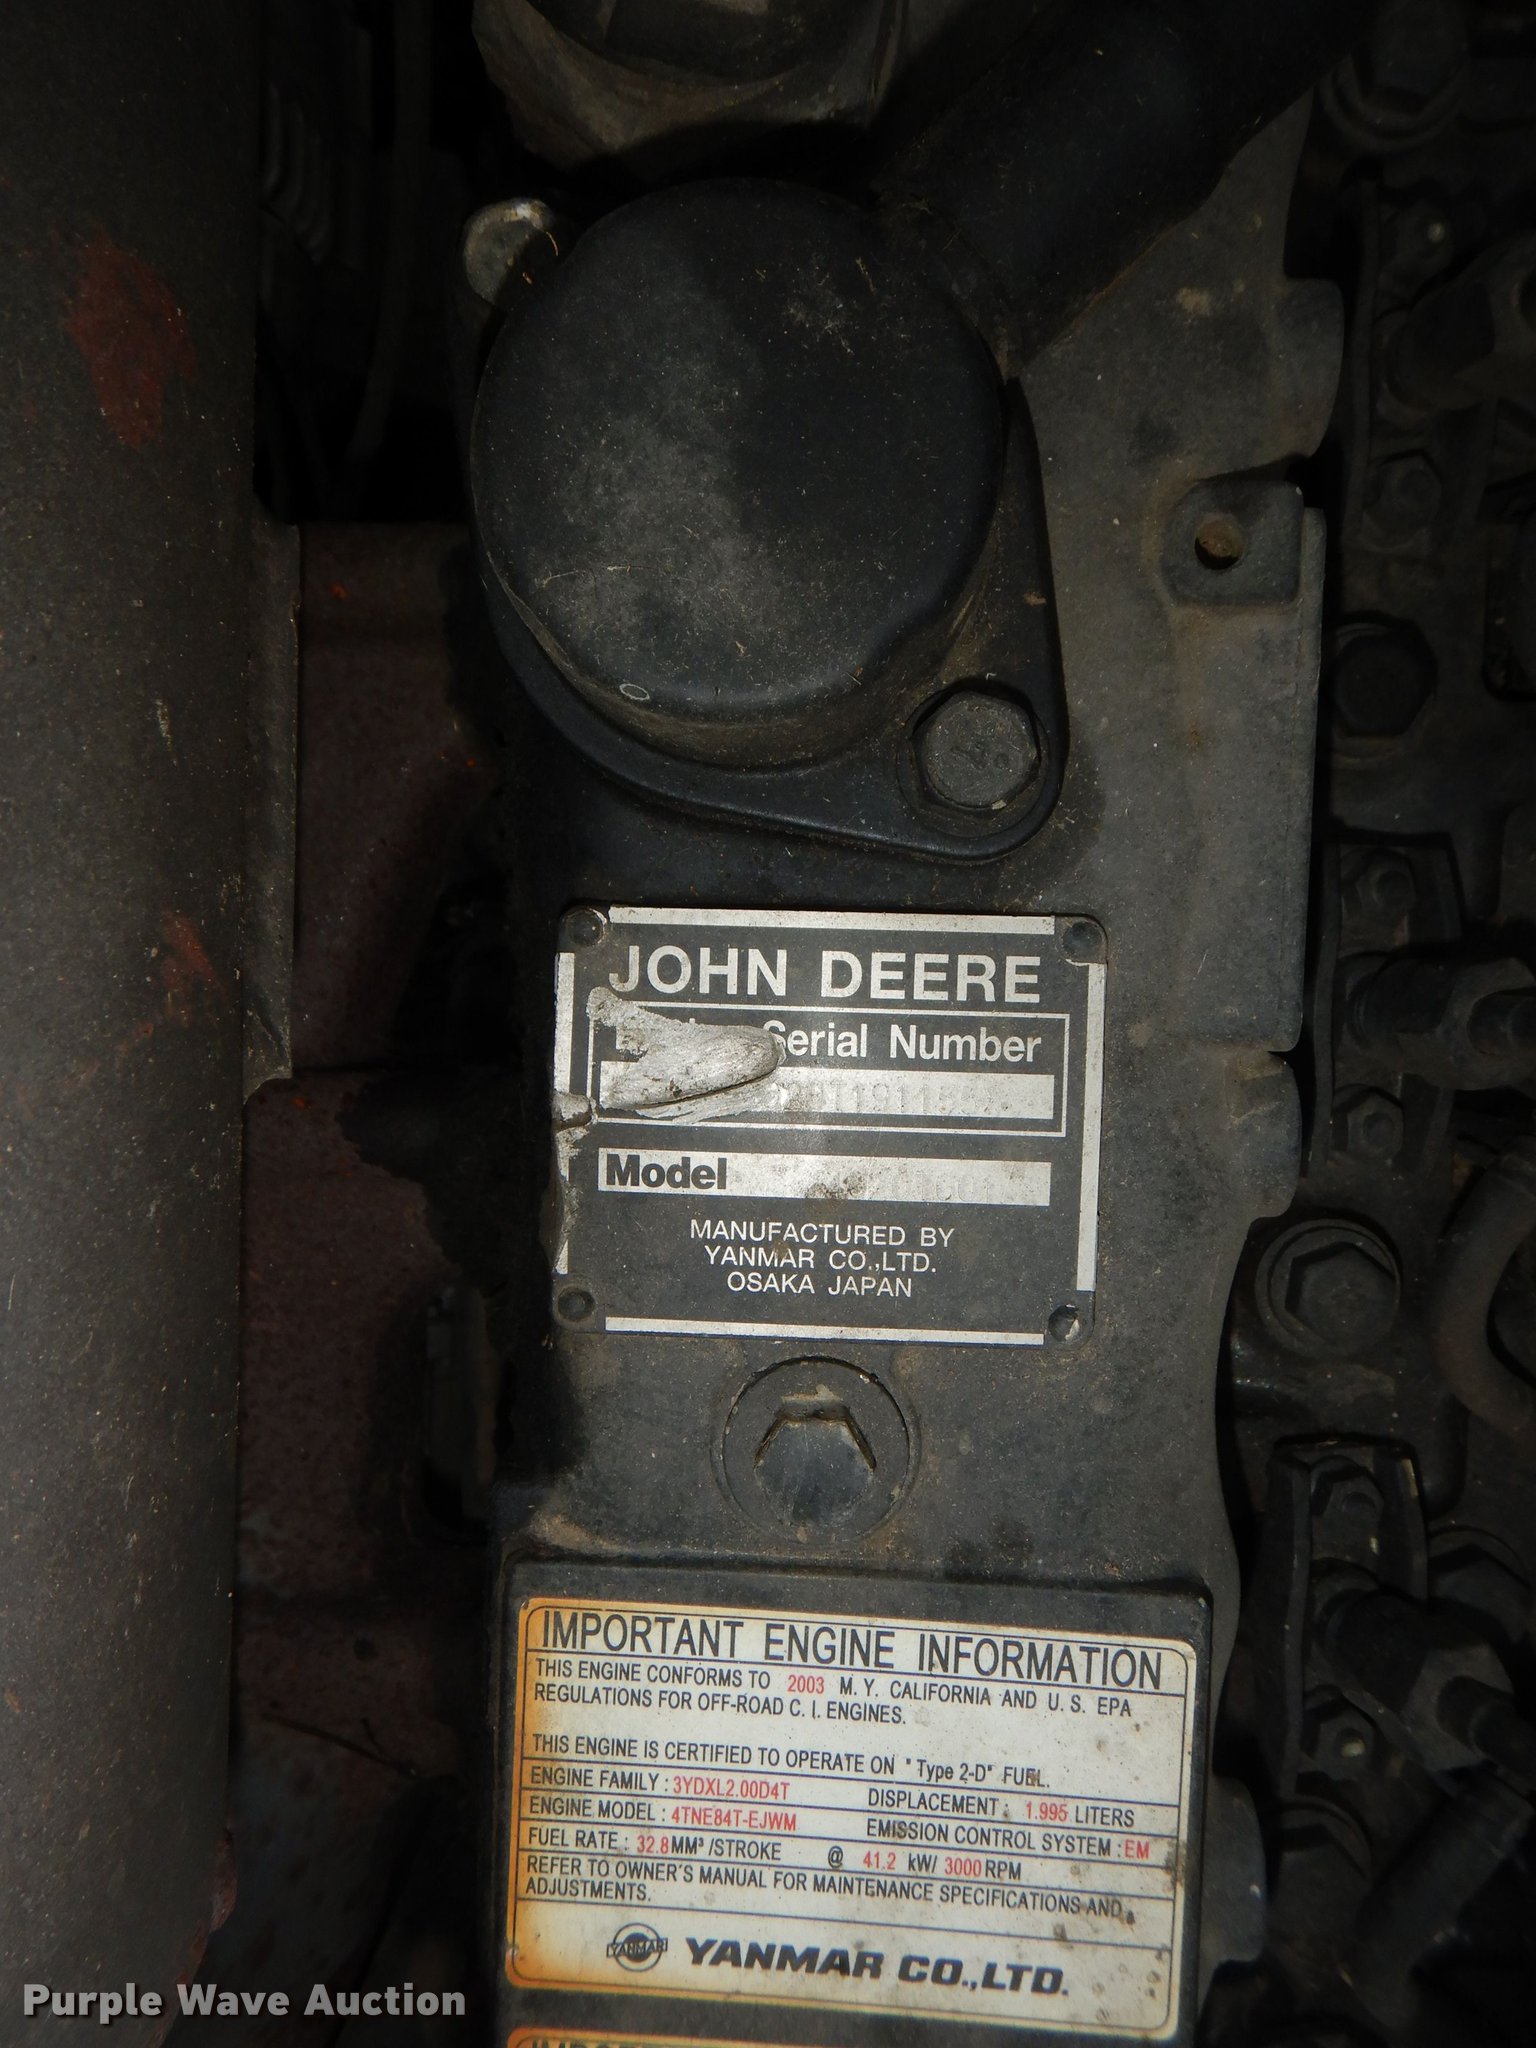 JOHN DEERE
Serial Number
Model
MANUFACTURED BY
YANMAR CO.,LTD.
OSAKA JAPAN
IMPORTANT ENGINE INFORMATION
THIS ENGINE CONFORMS TO 2003 M. Y. CALIFORNIA AND U. S. EPA
REGULATIONS FOR OFF-ROAD C. I. ENGINES.
THIS ENGINE IS CERTIFIED TO OPERATE ON "Type 2-D" FUEL.
ENGINE FAMILY : 3YDXL2.00D4T DISPLACEMENT : 1.995 LITERS
ENGINE MODEL : 4TNE84T-EJWM EMISSION CONTROL SYSTEM : EM
FUEL RATE : 32.8 MM³ /STROKE @ 41.2 kW/ 3000 RPM
REFER TO OWNER'S MANUAL FOR MAINTENANCE SPECIFICATIONS AND
ADJUSTMENTS.
YANMAR YANMAR CO.,LTD.
Purple Wave Auction